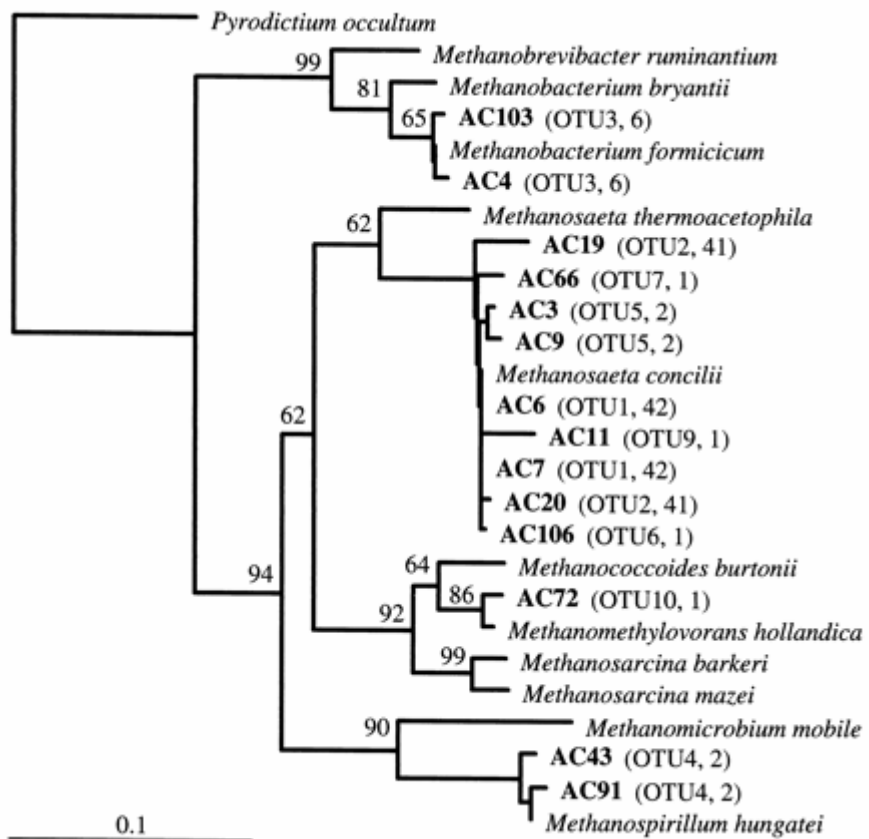 Pyrodictium occultum
99 Methanobrevibacter ruminantium
81 Methanobacterium bryantii
65 AC103 (OTU3, 6)
Methanobacterium formicicum
AC4 (OTU3, 6)
62 Methanosaeta thermoacetophila
AC19 (OTU2, 41)
AC66 (OTU7, 1)
AC3 (OTU5, 2)
AC9 (OTU5, 2)
Methanosaeta concilii
62 AC6 (OTU1, 42)
AC11 (OTU9, 1)
AC7 (OTU1, 42)
AC20 (OTU2, 41)
AC106 (OTU6, 1)
94 64 Methanococcoides burtonii
86 AC72 (OTU10, 1)
92 Methanomethylovorans hollandica
99 Methanosarcina barkeri
Methanosarcina mazei
90 Methanomicrobium mobile
AC43 (OTU4, 2)
AC91 (OTU4, 2)
0.1 Methanospirillum hungatei